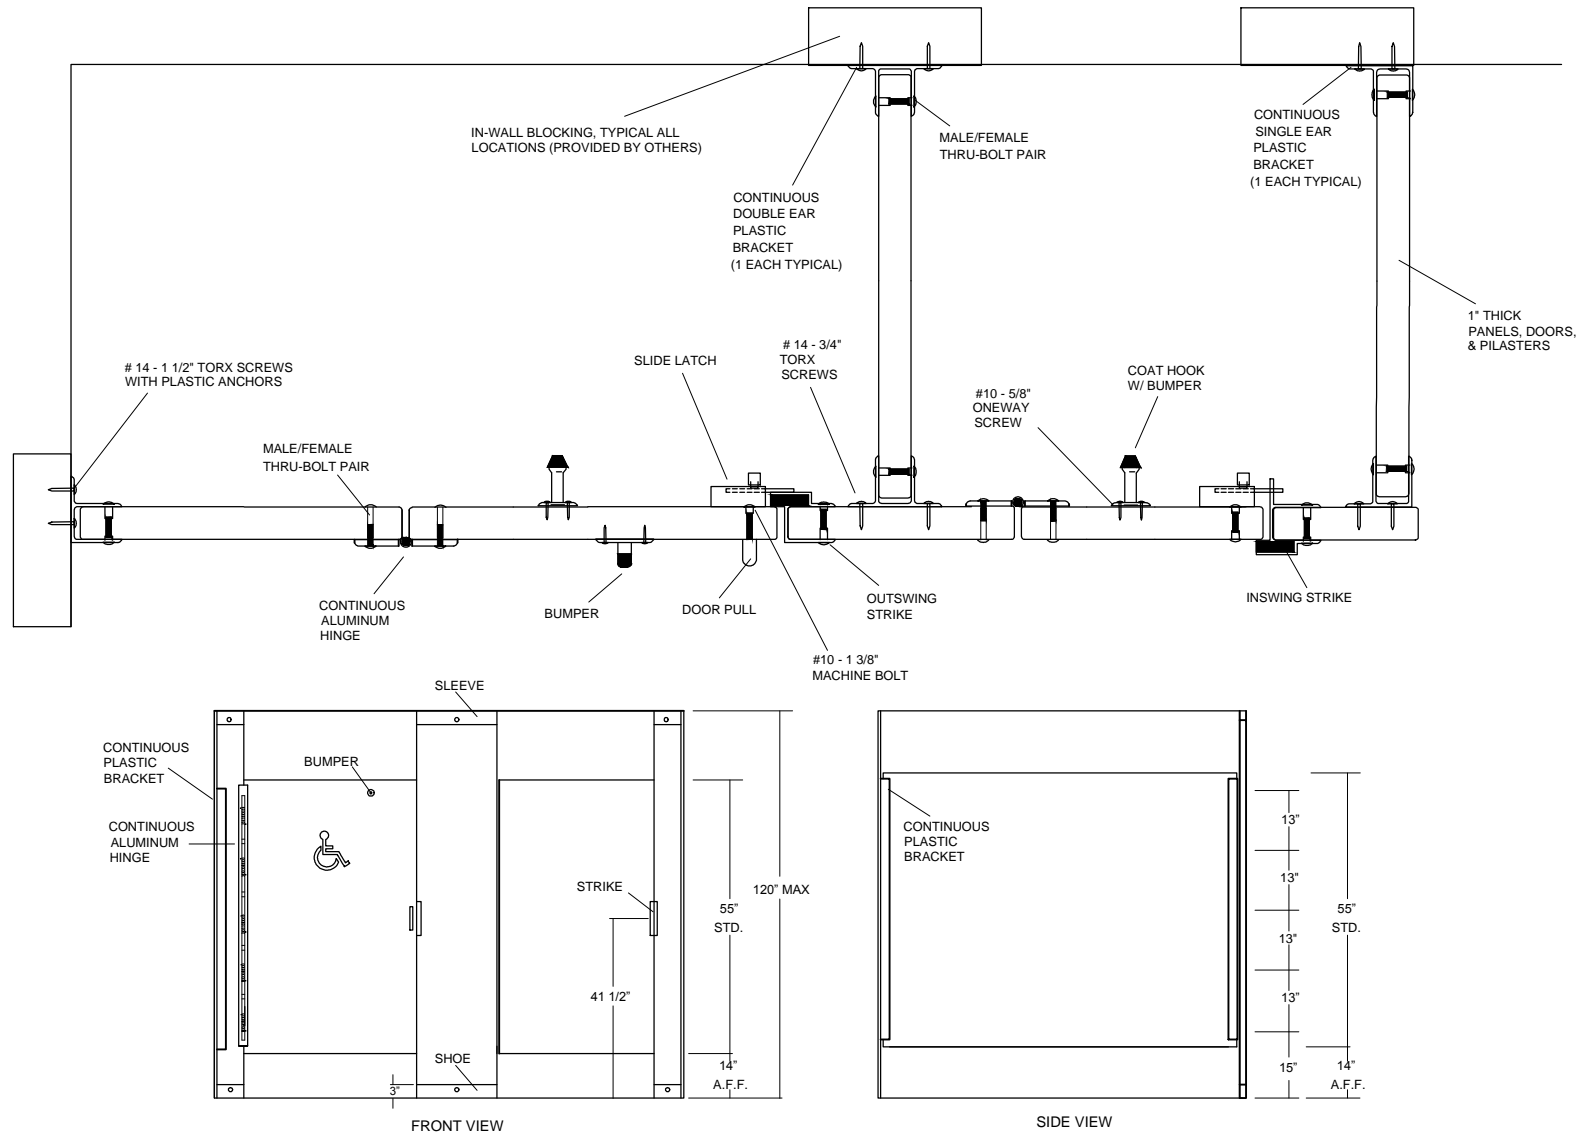 IN-WALL BLOCKING, TYPICAL ALL
LOCATIONS (PROVIDED BY OTHERS)
MALE/FEMALE
THRU-BOLT PAIR
CONTINUOUS
SINGLE EAR
PLASTIC
BRACKET
(1 EACH TYPICAL)
CONTINUOUS
DOUBLE EAR
PLASTIC
BRACKET
(1 EACH TYPICAL)
1" THICK
PANELS, DOORS,
& PILASTERS
# 14 - 1 1/2" TORX SCREWS
WITH PLASTIC ANCHORS
SLIDE LATCH
# 14 - 3/4"
TORX
SCREWS
#10 - 5/8"
ONEWAY
SCREW
COAT HOOK
W/ BUMPER
MALE/FEMALE
THRU-BOLT PAIR
CONTINUOUS
ALUMINUM
HINGE
BUMPER
DOOR PULL
OUTSWING
STRIKE
INSWING STRIKE
#10 - 1 3/8"
MACHINE BOLT
SLEEVE
CONTINUOUS
PLASTIC
BRACKET
BUMPER
CONTINUOUS
ALUMINUM
HINGE
STRIKE
41 1/2”
55”
STD.
120” MAX
14”
A.F.F.
SHOE
3”
FRONT VIEW
CONTINUOUS
PLASTIC
BRACKET
13”
13”
13”
13”
15”
55”
STD.
14”
A.F.F.
SIDE VIEW